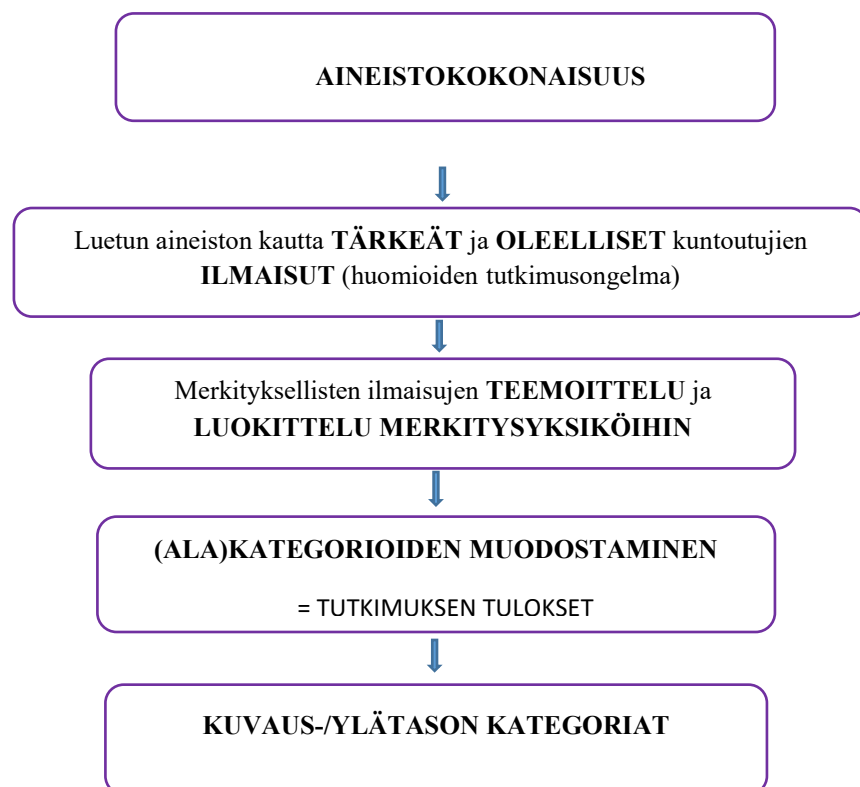 AINEISTOKOKONAISUUS
Luetun aineiston kautta TÄRKEÄT ja OLEELLISET kuntoutujien
ILMAISUT (huomioiden tutkimusongelma)
Merkityksellisten ilmaisujen TEEMOITTELU ja
LUOKITTELU MERKITYSYKSIKÖIHIN
(ALA)KATEGORIOIDEN MUODOSTAMINEN
= TUTKIMUKSEN TULOKSET
KUVAUS-/YLÄTASON KATEGORIAT